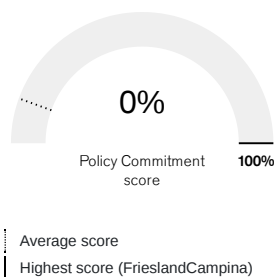 0%
Policy Commitment
score
100%
Average score
Highest score (FrieslandCampina)